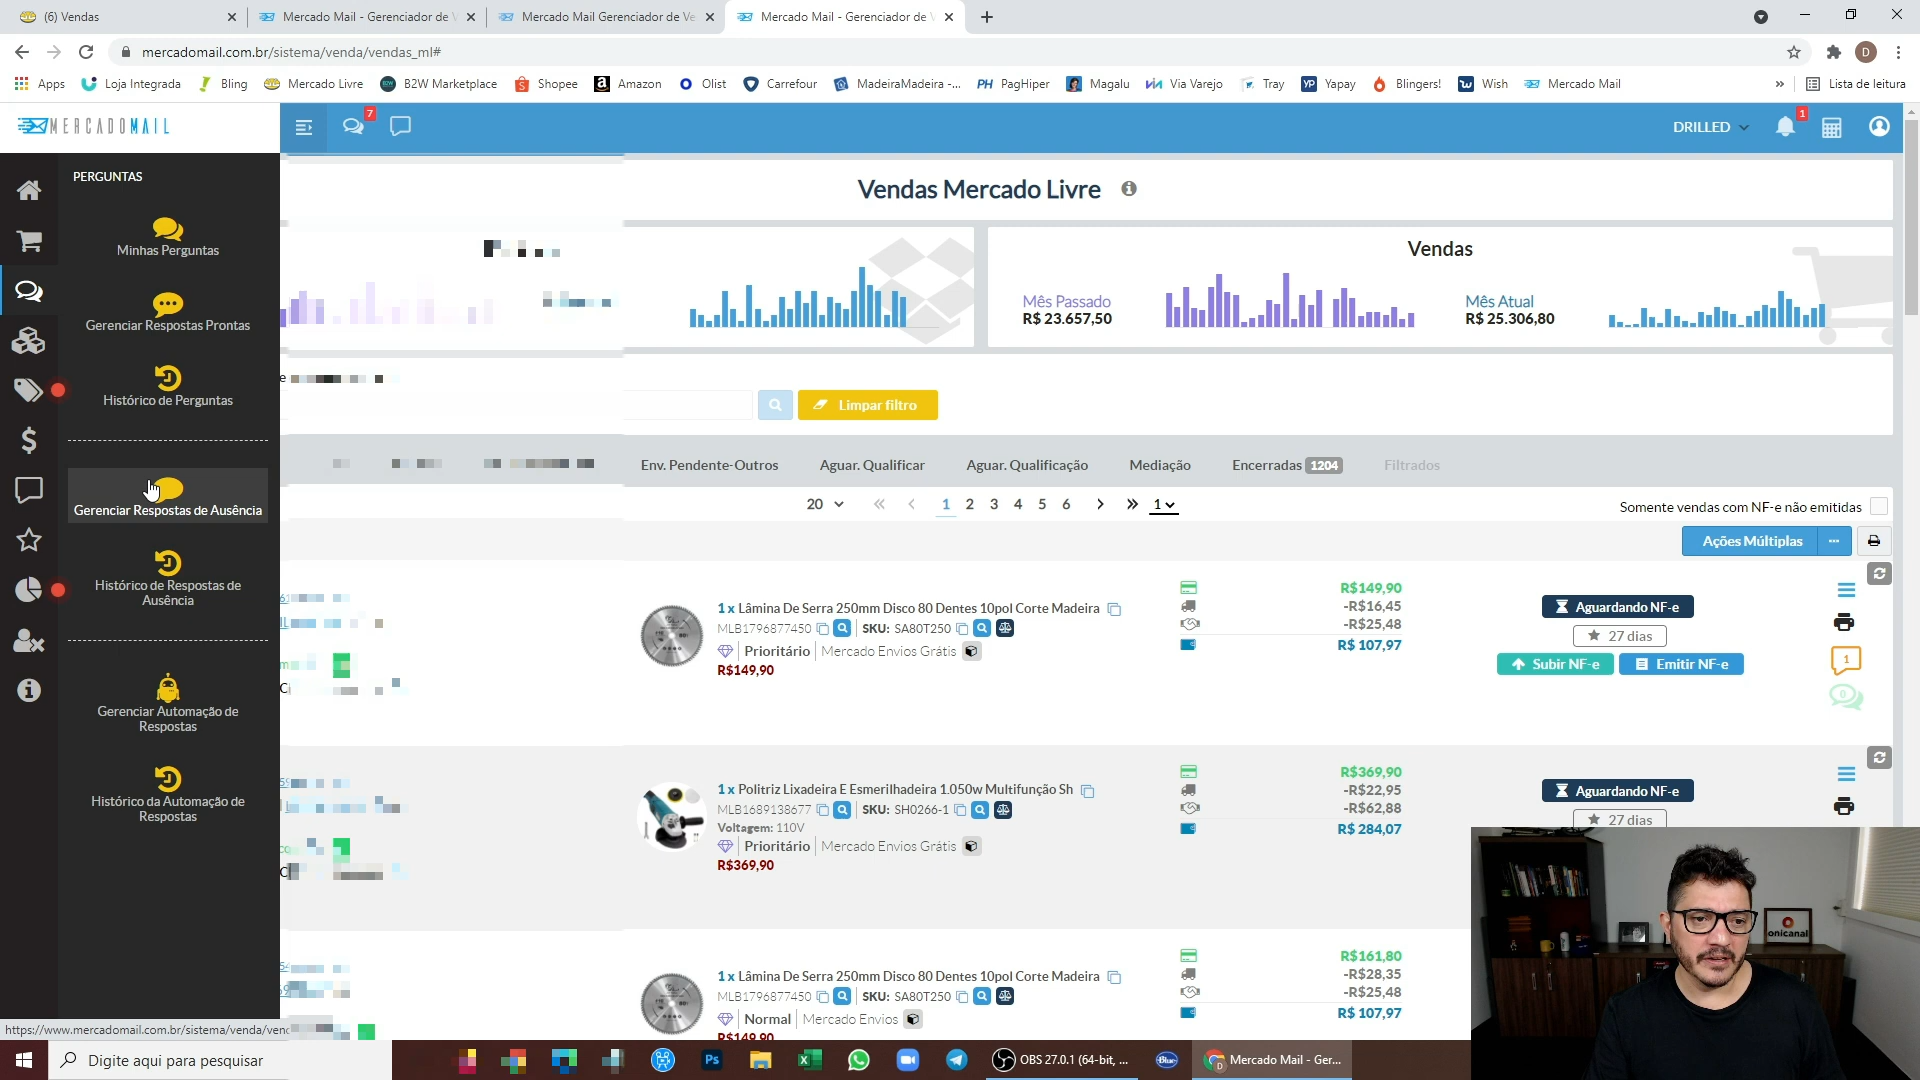 (6) Vendas
Mercado Mail - Gerenciador de V
Mercado Mail Gerenciador de Ve
Mercado Mail - Gerenciador de V
mercadomail.com.br/sistema/venda/vendas_ml#
D
Apps
Loja Integrada
Bling
Mercado Livre
B2W Marketplace
Shopee
Amazon
Olist
Carrefour
MadeiraMadeira -...
PagHiper
Magalu
Via Varejo
Tray
Yapay
Blingers!
Wish
Mercado Mail
»
Lista de leitura
MERCADOMAIL
7
DRILLED
1
PERGUNTAS
Minhas Perguntas
Gerenciar Respostas Prontas
Histórico de Perguntas
Gerenciar Respostas de Ausência
Histórico de Respostas de
Ausência
Gerenciar Automação de
Respostas
Histórico da Automação de
Respostas
Vendas Mercado Livre
Vendas
Mês Passado
R$ 23.657,50
Mês Atual
R$ 25.306,80
Limpar filtro
Env. Pendente-Outros
Aguar. Qualificar
Aguar. Qualificação
Mediação
Encerradas 1204
Filtrados
20 « ‹ 1 2 3 4 5 6 › » 1
Somente vendas com NF-e não emitidas
Ações Múltiplas ...
1 x Lâmina De Serra 250mm Disco 80 Dentes 10pol Corte Madeira
MLB1796877450 SKU: SA80T250
Prioritário Mercado Envios Grátis
R$149,90
R$149,90
-R$16,45
-R$25,48
R$ 107,97
Aguardando NF-e
27 dias
Subir NF-e
Emitir NF-e
1
0
1 x Politriz Lixadeira E Esmerilhadeira 1.050w Multifunção Sh
MLB1689138677 SKU: SH0266-1
Voltagem: 110V
Prioritário Mercado Envios Grátis
R$369,90
R$369,90
-R$22,95
-R$62,88
R$ 284,07
Aguardando NF-e
27 dias
1 x Lâmina De Serra 250mm Disco 80 Dentes 10pol Corte Madeira
MLB1796877450 SKU: SA80T250
Normal Mercado Envios
R$149,90
R$161,80
-R$28,35
-R$25,48
R$ 107,97
onicanal
https://www.mercadomail.com.br/sistema/venda/vend
Digite aqui para pesquisar
Ps
OBS 27.0.1 (64-bit, ...
Blue
Mercado Mail - Ger...